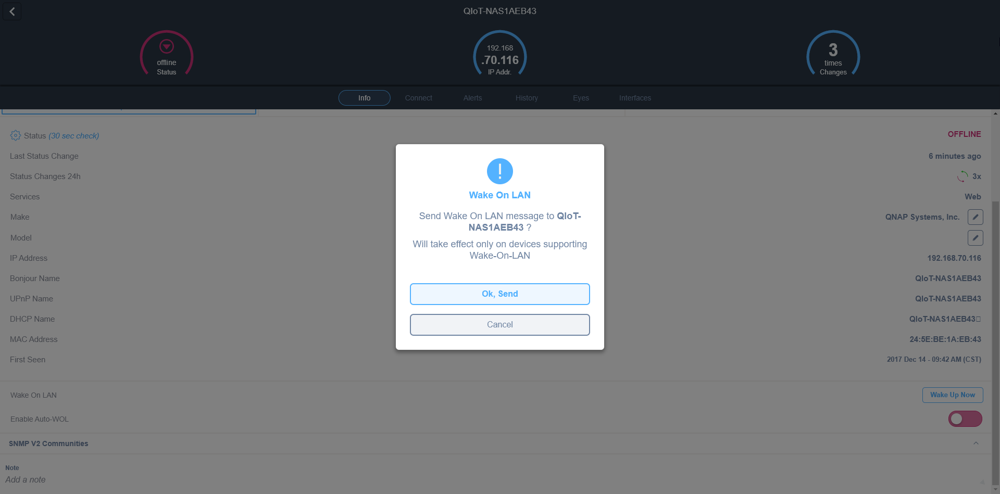 QIoT-NAS1AEB43
offline
Status
192.168
.70.116
IP Addr.
3
times
Changes
Info
Connect
Alerts
History
Eyes
Interfaces
Status (30 sec check)
OFFLINE
Last Status Change
6 minutes ago
Status Changes 24h
3x
Services
Web
Make
QNAP Systems, Inc.
Model
IP Address
192.168.70.116
Bonjour Name
QIoT-NAS1AEB43
UPnP Name
QIoT-NAS1AEB43
DHCP Name
QIoT-NAS1AEB43
MAC Address
24:5E:BE:1A:EB:43
First Seen
2017 Dec 14 - 09:42 AM (CST)
Wake On LAN
Wake Up Now
Enable Auto-WOL
SNMP V2 Communities
Note
Add a note
Wake On LAN
Send Wake On LAN message to QIoT-
NAS1AEB43 ?
Will take effect only on devices supporting
Wake-On-LAN
Ok, Send
Cancel